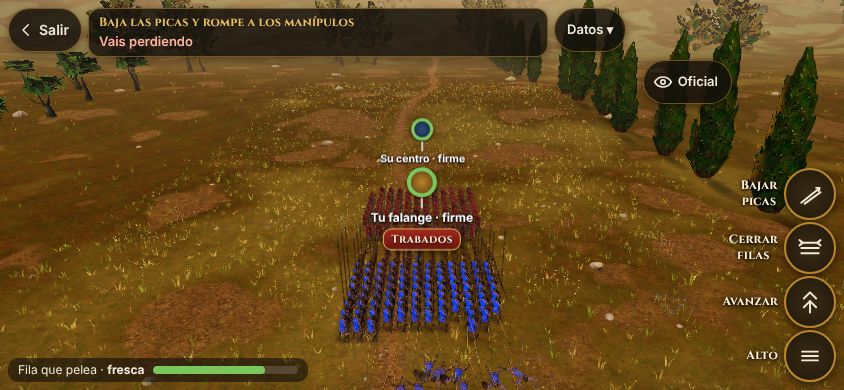 Salir
Baja las picas y rompe a los manípulos
Vais perdiendo
Datos ▾
Oficial
Su centro · firme
Tu falange · firme
Trabados
Bajar
picas
Cerrar
filas
Avanzar
Alto
Fila que pelea · fresca